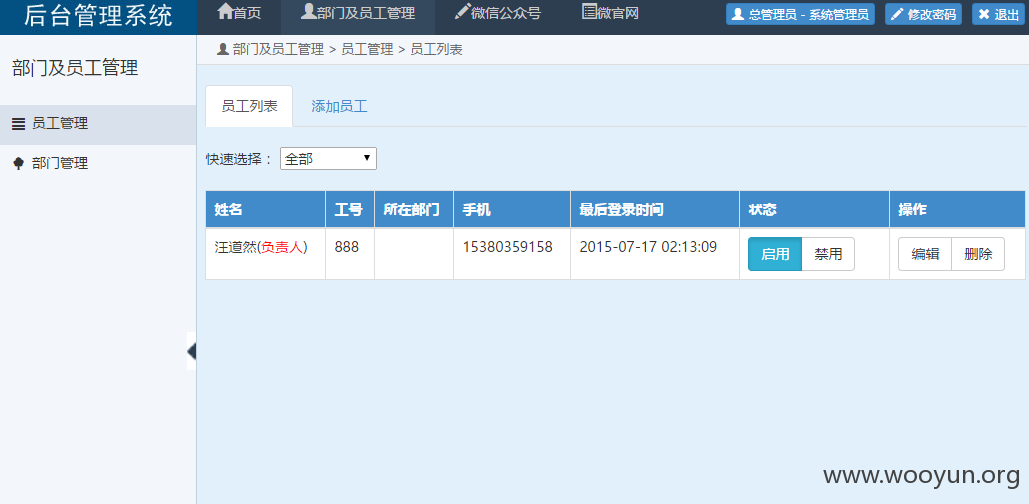 后台管理系统
首页 部门及员工管理 微信公众号 微官网 总管理员 - 系统管理员 修改密码 退出
部门及员工管理 > 员工管理 > 员工列表
部门及员工管理
员工管理
部门管理
员工列表 添加员工
快速选择： 全部
姓名 工号 所在部门 手机 最后登录时间 状态 操作
汪道然(负责人) 888 15380359158 2015-07-17 02:13:09 启用 禁用 编辑 删除
www.wooyun.org